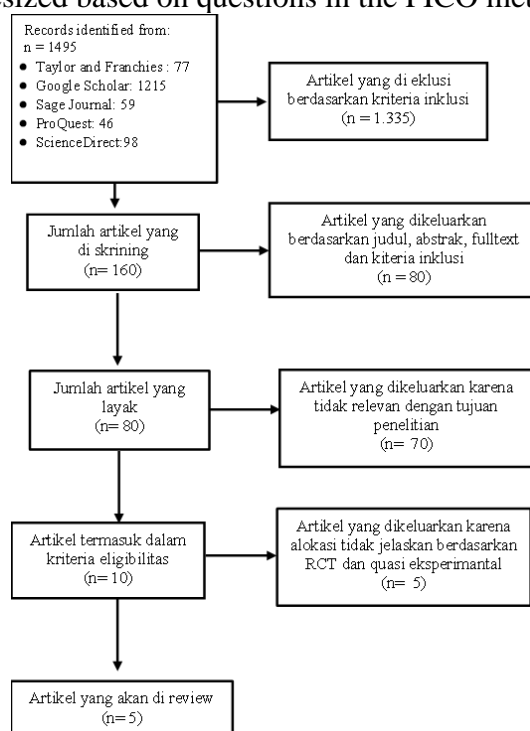 esized based on questions in the PICO me
Records identified from:
n = 1495
● Taylor and Franchies : 77
● Google Scholar: 1215
● Sage Journal: 59
● ProQuest: 46
● ScienceDirect:98
Artikel yang di eklusi
berdasarkan kriteria inklusi
(n = 1.335)
Jumlah artikel yang
di skrining
(n= 160)
Artikel yang dikeluarkan
berdasarkan judul, abstrak, fulltext
dan kiteria inklusi
(n = 80)
Jumlah artikel yang
layak
(n= 80)
Artikel yang dikeluarkan karena
tidak relevan dengan tujuan
penelitian
(n= 70)
Artikel termasuk dalam
kriteria eligibilitas
(n= 10)
Artikel yang dikeluarkan karena
alokasi tidak jelaskan berdasarkan
RCT dan quasi eksperimantal
(n= 5)
Artikel yang akan di review
(n= 5)